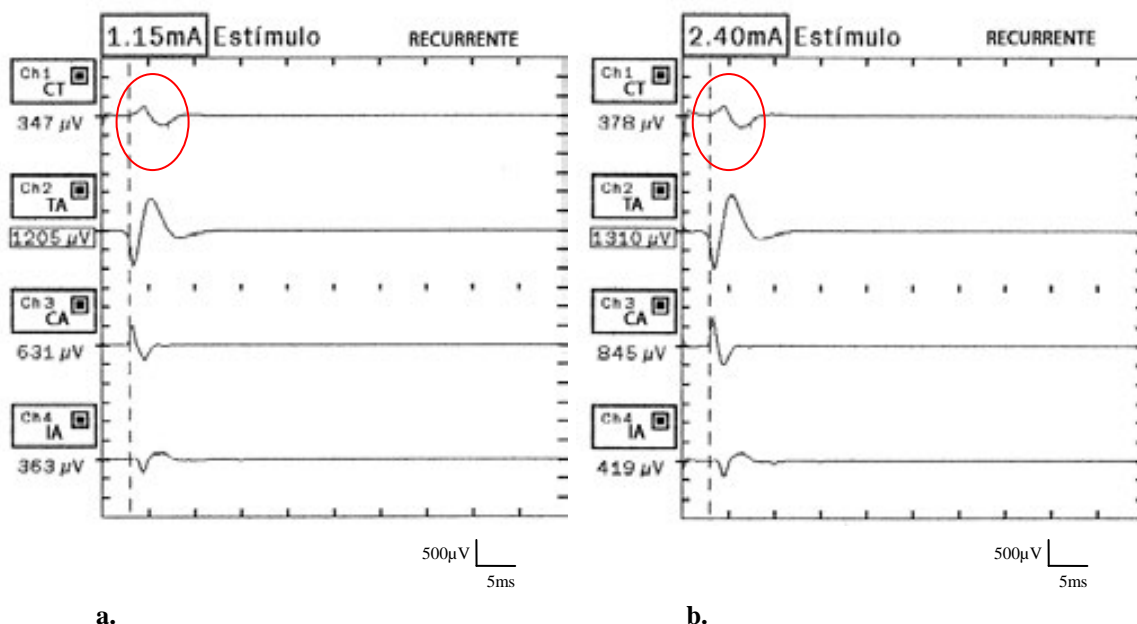 1.15mA Estímulo RECURRENTE
Ch1
CT
347 µV
Ch2
TA
1205 µV
Ch3
CA
631 µV
Ch4
IA
363 µV
500µV
5ms
a.
2.40mA Estímulo RECURRENTE
Ch1
CT
378 µV
Ch2
TA
1310 µV
Ch3
CA
845 µV
Ch4
IA
419 µV
500µV
5ms
b.